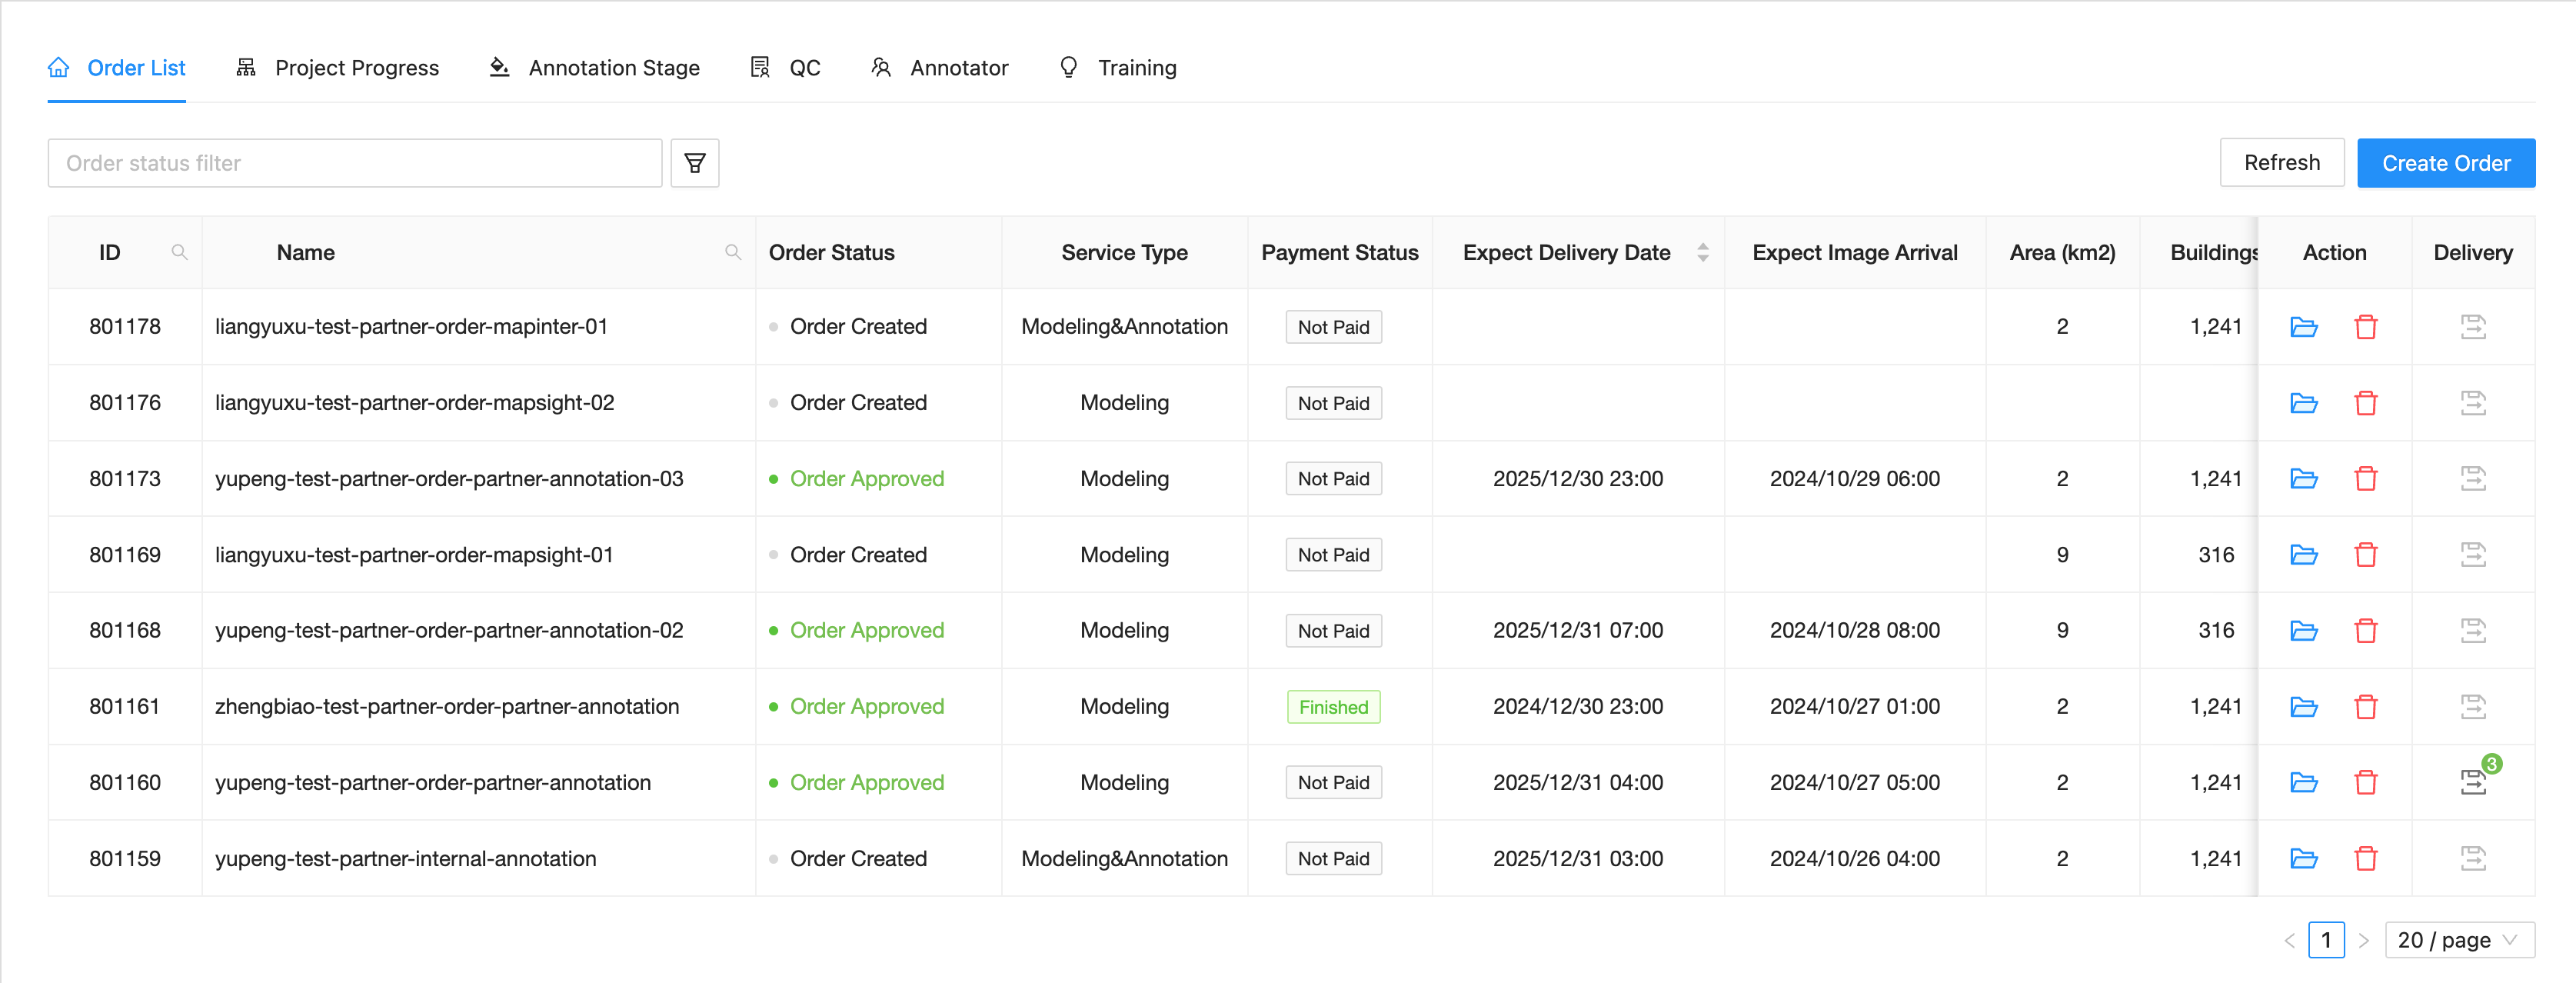 Order List Project Progress Annotation Stage QC Annotator Training
Order status filter Refresh Create Order
ID Name Order Status Service Type Payment Status Expect Delivery Date Expect Image Arrival Area (km2) Buildings Action Delivery
801178 liangyuxu-test-partner-order-mapinter-01 Order Created Modeling&Annotation Not Paid 2 1,241
801176 liangyuxu-test-partner-order-mapsight-02 Order Created Modeling Not Paid
801173 yupeng-test-partner-order-partner-annotation-03 Order Approved Modeling Not Paid 2025/12/30 23:00 2024/10/29 06:00 2 1,241
801169 liangyuxu-test-partner-order-mapsight-01 Order Created Modeling Not Paid 9 316
801168 yupeng-test-partner-order-partner-annotation-02 Order Approved Modeling Not Paid 2025/12/31 07:00 2024/10/28 08:00 9 316
801161 zhengbiao-test-partner-order-partner-annotation Order Approved Modeling Finished 2024/12/30 23:00 2024/10/27 01:00 2 1,241
801160 yupeng-test-partner-order-partner-annotation Order Approved Modeling Not Paid 2025/12/31 04:00 2024/10/27 05:00 2 1,241 3
801159 yupeng-test-partner-internal-annotation Order Created Modeling&Annotation Not Paid 2025/12/31 03:00 2024/10/26 04:00 2 1,241
1 20 / page